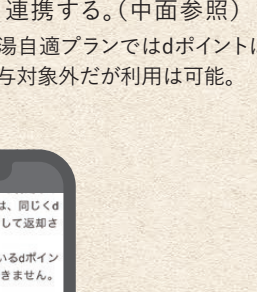 連携する。(中面参照)
湯自適プランではdポイントに
与対象外だが利用は可能。
は、同じくd
して返却さ
いるdポイン
きません。